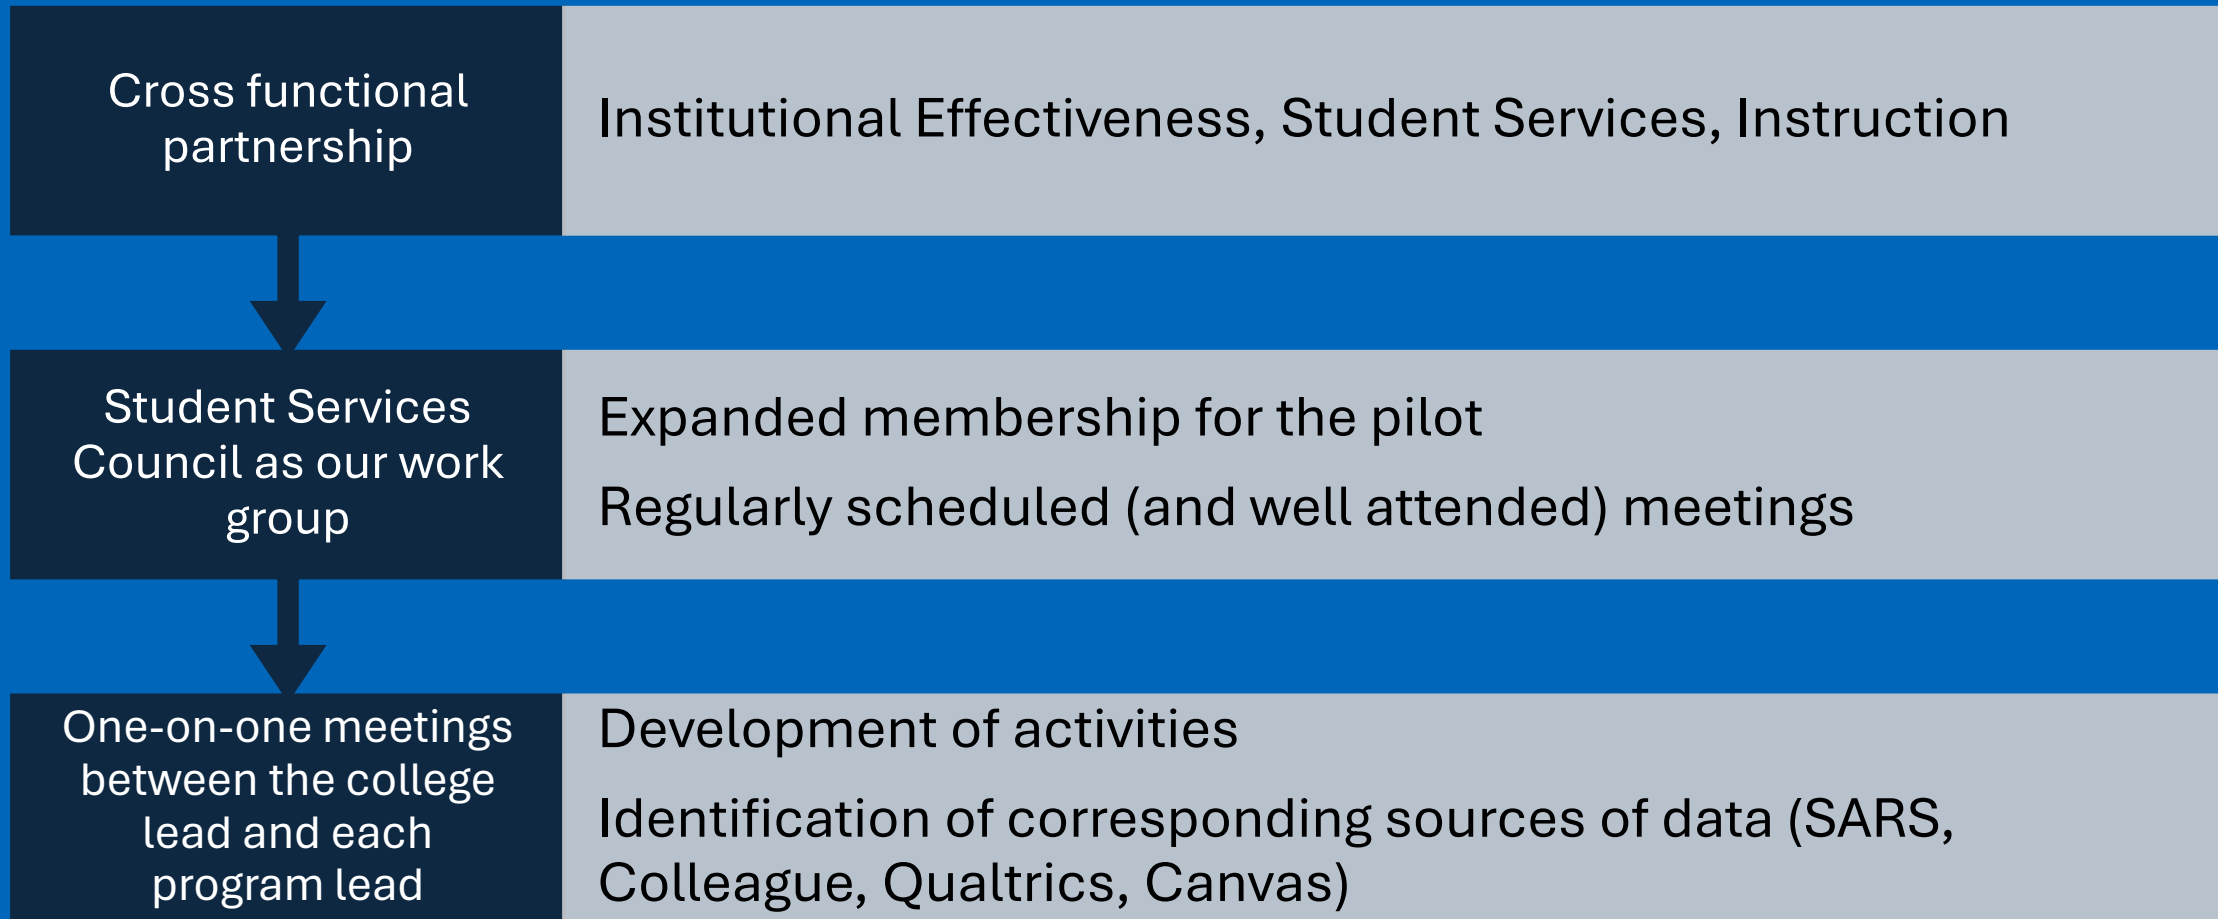 Cross functional
partnership
Institutional Effectiveness, Student Services, Instruction
Student Services
Council as our work
group
Expanded membership for the pilot
Regularly scheduled (and well attended) meetings
One-on-one meetings
between the college
lead and each
program lead
Development of activities
Identification of corresponding sources of data (SARS,
Colleague, Qualtrics, Canvas)